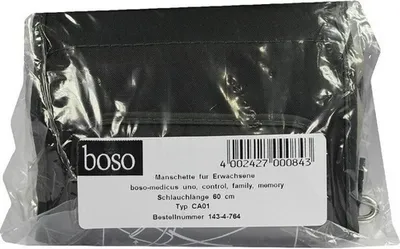 boso
4 002427 000843
Manschette für Erwachsene
boso-medicus uno, control, family, memory
Schlauchlänge 60 cm
Typ CA01
Bestellnummer 143-4-764